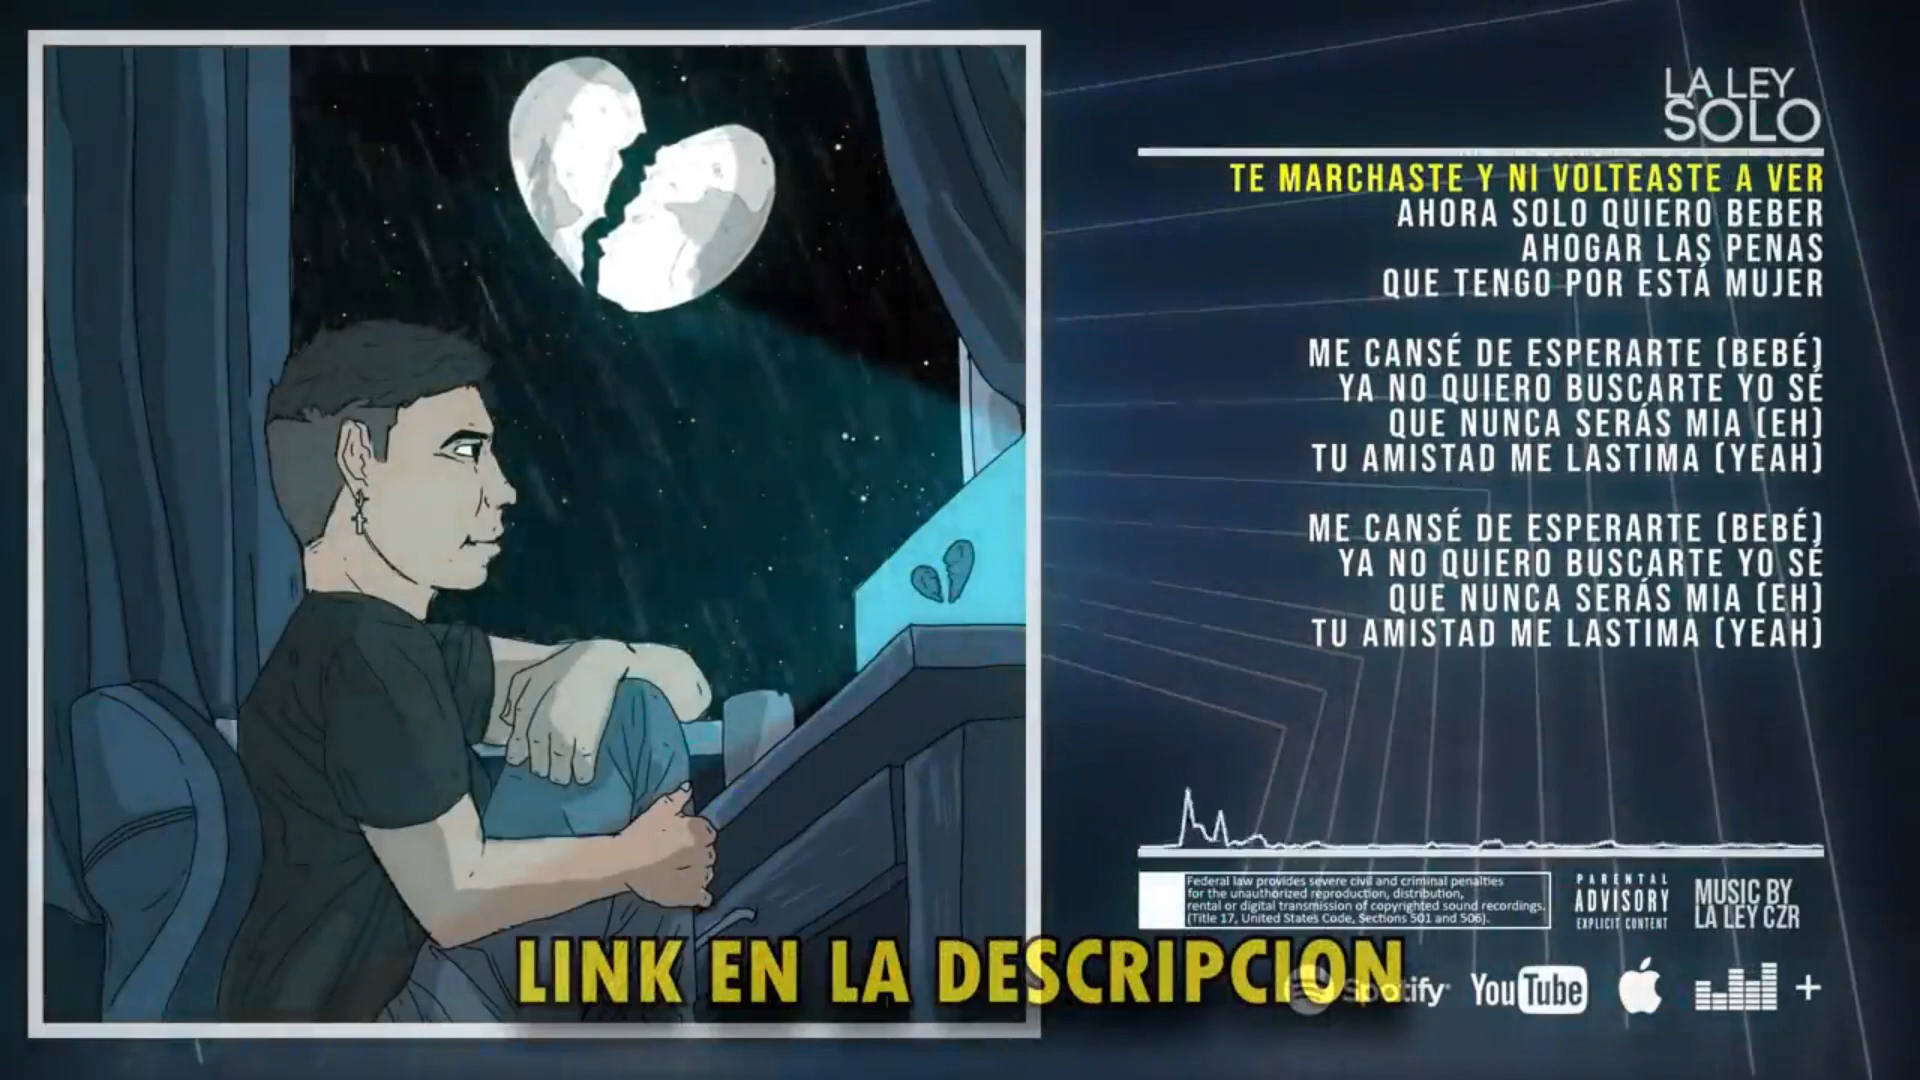 LA LEY
SOLO
TE MARCHASTE Y NI VOLTEASTE A VER
AHORA SOLO QUIERO BEBER
AHOGAR LAS PENAS
QUE TENGO POR ESTÁ MUJER
ME CANSÉ DE ESPERARTE (BEBÉ)
YA NO QUIERO BUSCARTE YO SÉ
QUE NUNCA SERÁS MIA (EH)
TU AMISTAD ME LASTIMA (YEAH)
ME CANSÉ DE ESPERARTE (BEBÉ)
YA NO QUIERO BUSCARTE YO SÉ
QUE NUNCA SERÁS MIA (EH)
TU AMISTAD ME LASTIMA (YEAH)
Federal law provides severe civil and criminal penalties
for the unauthorized reproduction, distribution,
rental or digital transmission of copyrighted sound recordings.
(Title 17, United States Code, Sections 501 and 506).
PARENTAL
ADVISORY
EXPLICIT CONTENT
MUSIC BY
LA LEY CZR
LINK EN LA DESCRIPCION
Spotify
YouTube
+